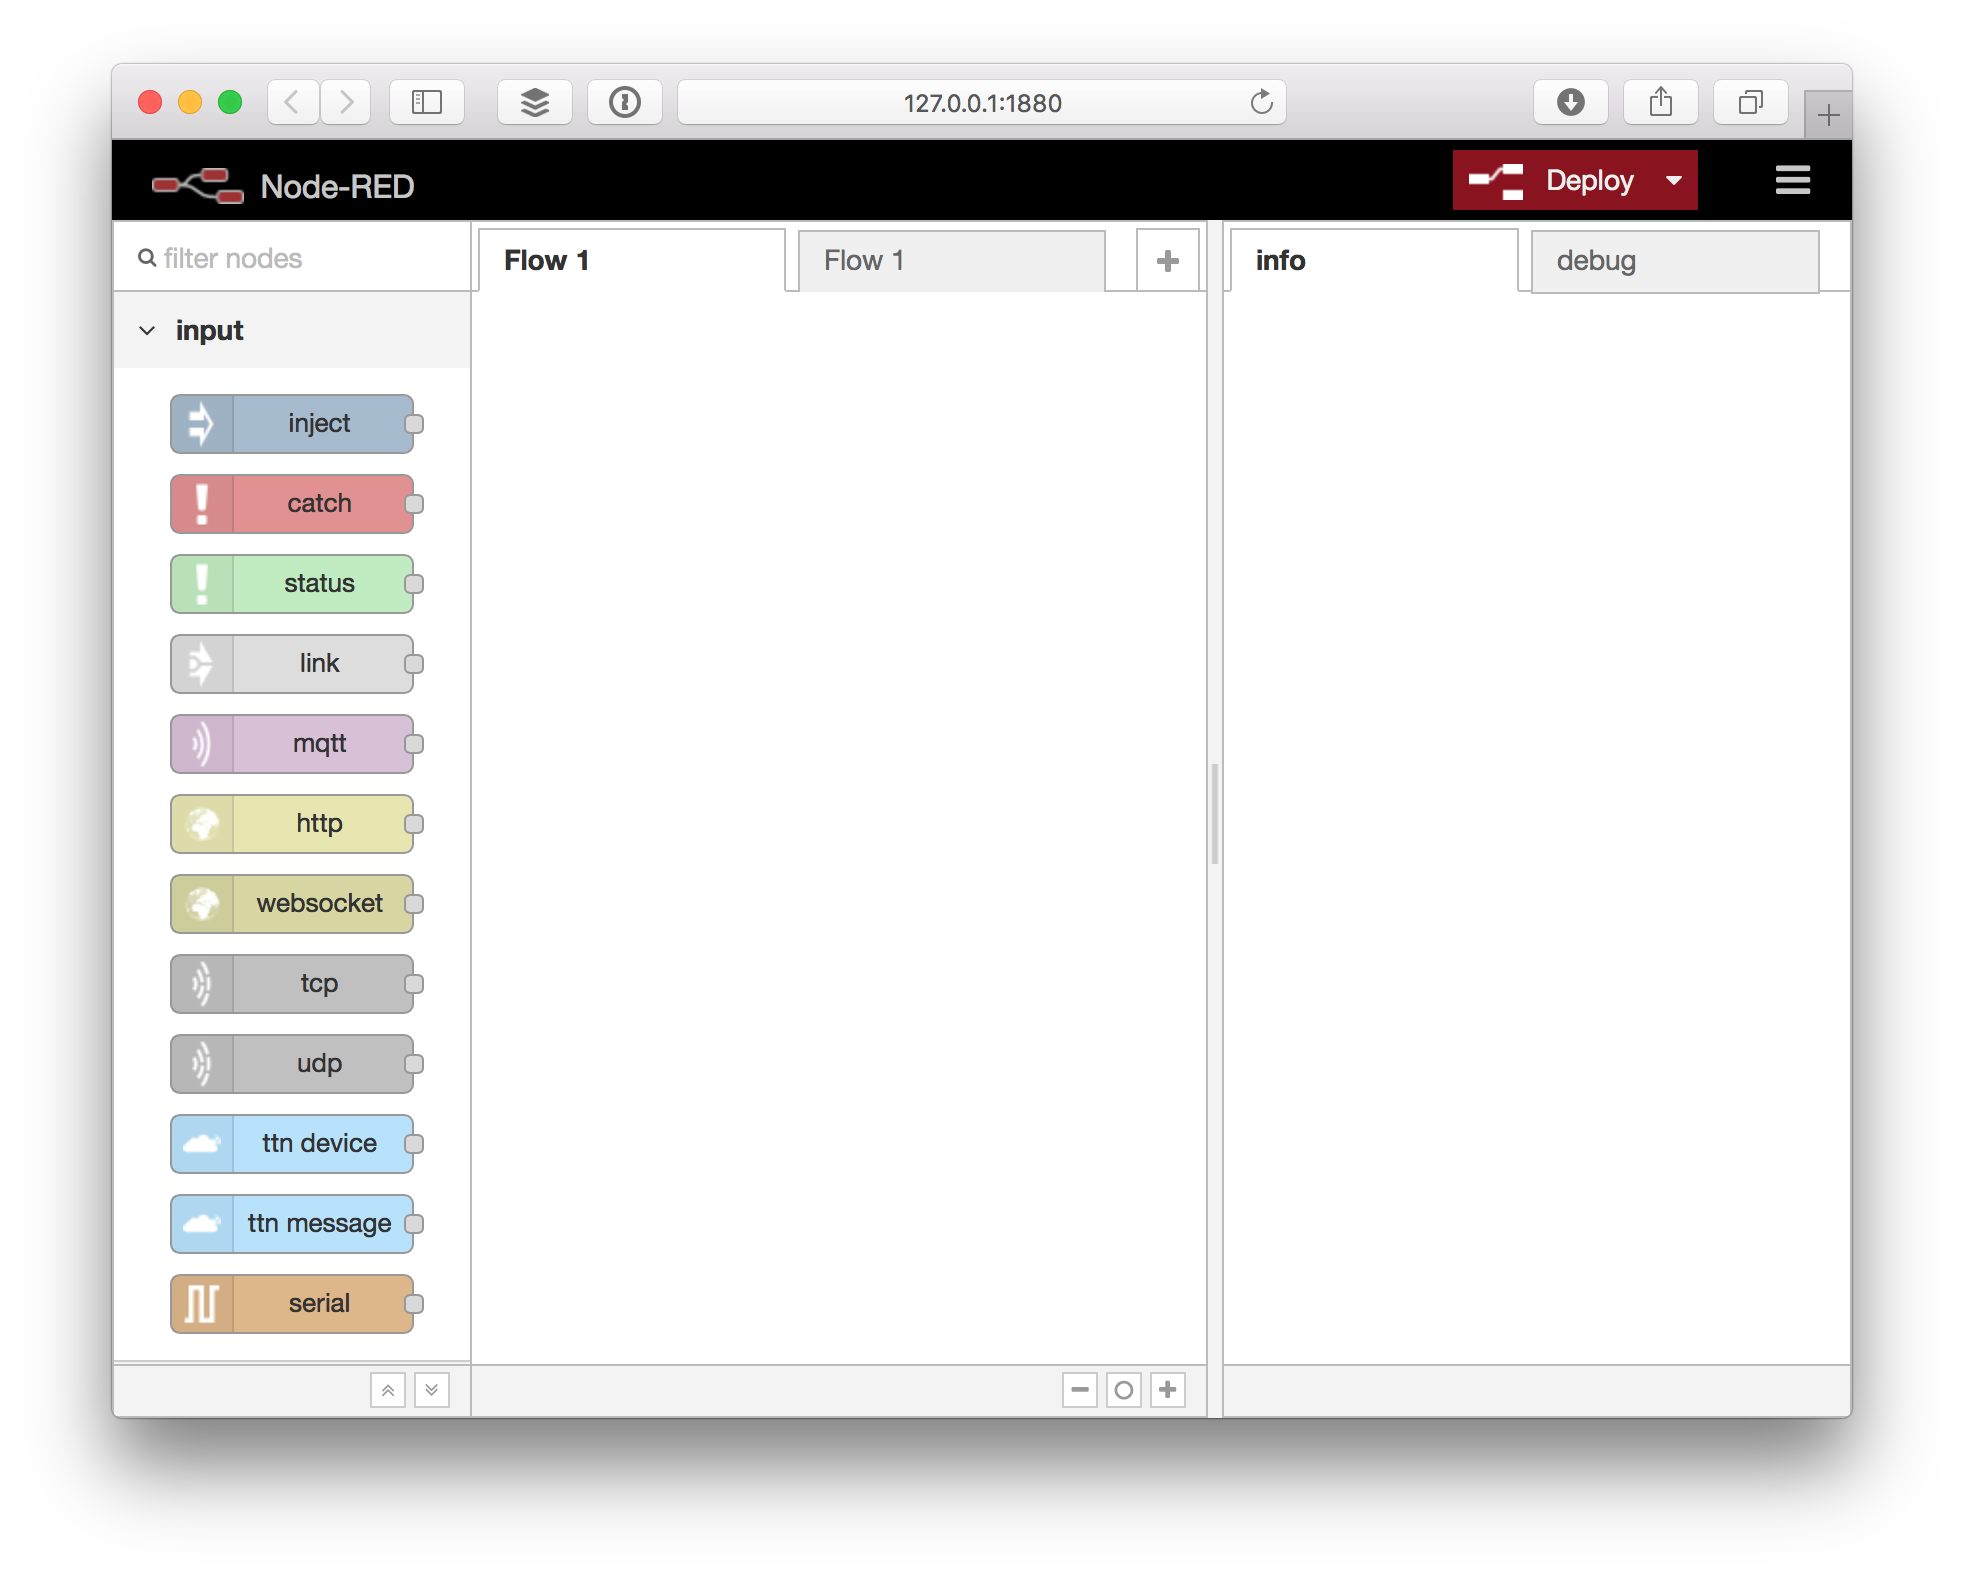 127.0.0.1:1880
Node-RED
Deploy
filter nodes
Flow 1
Flow 1
info
debug
input
inject
catch
status
link
mqtt
http
websocket
tcp
udp
ttn device
ttn message
serial